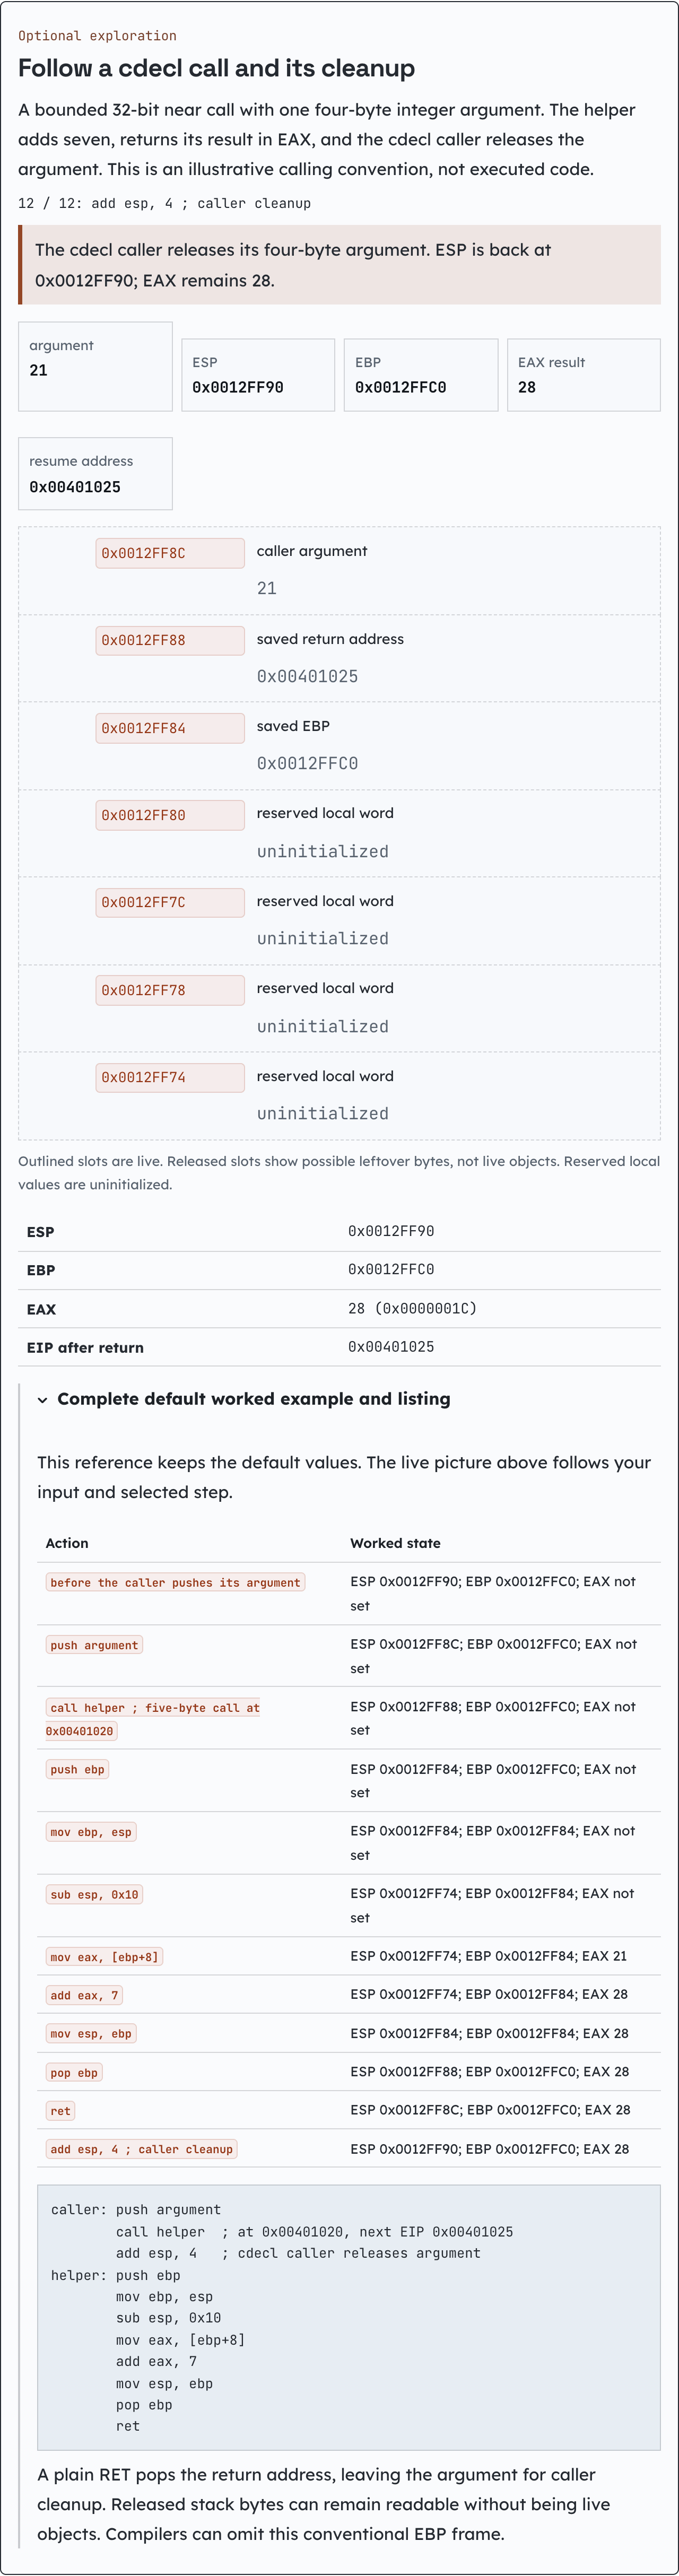 Optional exploration
Follow a cdecl call and its cleanup
A bounded 32-bit near call with one four-byte integer argument. The helper
adds seven, returns its result in EAX, and the cdecl caller releases the
argument. This is an illustrative calling convention, not executed code.
12 / 12: add esp, 4 ; caller cleanup
The cdecl caller releases its four-byte argument. ESP is back at
0x0012FF90; EAX remains 28.
argument
21
ESP
0x0012FF90
EBP
0x0012FFC0
EAX result
28
resume address
0x00401025
0x0012FF8C caller argument
21
0x0012FF88 saved return address
0x00401025
0x0012FF84 saved EBP
0x0012FFC0
0x0012FF80 reserved local word
uninitialized
0x0012FF7C reserved local word
uninitialized
0x0012FF78 reserved local word
uninitialized
0x0012FF74 reserved local word
uninitialized
Outlined slots are live. Released slots show possible leftover bytes, not live objects. Reserved local
values are uninitialized.
ESP 0x0012FF90
EBP 0x0012FFC0
EAX 28 (0x0000001C)
EIP after return 0x00401025
Complete default worked example and listing
This reference keeps the default values. The live picture above follows your
input and selected step.
Action Worked state
before the caller pushes its argument ESP 0x0012FF90; EBP 0x0012FFC0; EAX not
set
push argument ESP 0x0012FF8C; EBP 0x0012FFC0; EAX not
set
call helper ; five-byte call at ESP 0x0012FF88; EBP 0x0012FFC0; EAX not
0x00401020 set
push ebp ESP 0x0012FF84; EBP 0x0012FFC0; EAX not
set
mov ebp, esp ESP 0x0012FF84; EBP 0x0012FF84; EAX not
set
sub esp, 0x10 ESP 0x0012FF74; EBP 0x0012FF84; EAX not
set
mov eax, [ebp+8] ESP 0x0012FF74; EBP 0x0012FF84; EAX 21
add eax, 7 ESP 0x0012FF74; EBP 0x0012FF84; EAX 28
mov esp, ebp ESP 0x0012FF84; EBP 0x0012FF84; EAX 28
pop ebp ESP 0x0012FF88; EBP 0x0012FFC0; EAX 28
ret ESP 0x0012FF8C; EBP 0x0012FFC0; EAX 28
add esp, 4 ; caller cleanup ESP 0x0012FF90; EBP 0x0012FFC0; EAX 28
caller: push argument
call helper ; at 0x00401020, next EIP 0x00401025
add esp, 4 ; cdecl caller releases argument
helper: push ebp
mov ebp, esp
sub esp, 0x10
mov eax, [ebp+8]
add eax, 7
mov esp, ebp
pop ebp
ret
A plain RET pops the return address, leaving the argument for caller
cleanup. Released stack bytes can remain readable without being live
objects. Compilers can omit this conventional EBP frame.